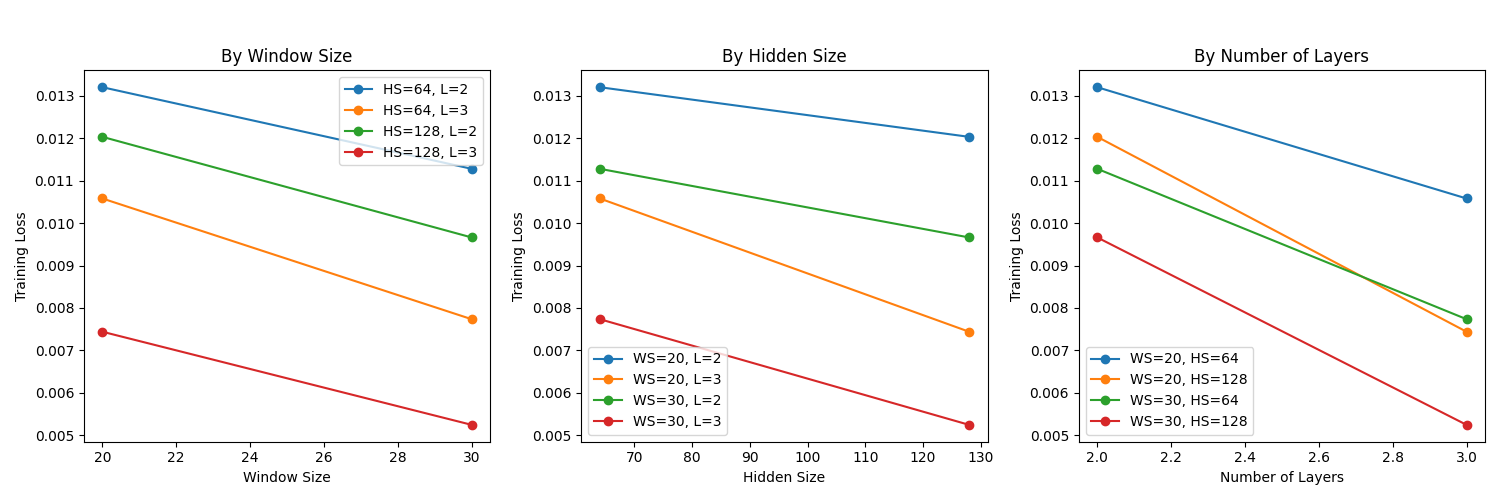 By Window Size
0.013
0.012
0.011
0.010
0.009
0.008
0.007
0.006
0.005
Training Loss
20 22 24 26 28 30
Window Size
HS=64, L=2
HS=64, L=3
HS=128, L=2
HS=128, L=3
By Hidden Size
0.013
0.012
0.011
0.010
0.009
0.008
0.007
0.006
0.005
Training Loss
70 80 90 100 110 120 130
Hidden Size
WS=20, L=2
WS=20, L=3
WS=30, L=2
WS=30, L=3
By Number of Layers
0.013
0.012
0.011
0.010
0.009
0.008
0.007
0.006
0.005
Training Loss
2.0 2.2 2.4 2.6 2.8 3.0
Number of Layers
WS=20, HS=64
WS=20, HS=128
WS=30, HS=64
WS=30, HS=128